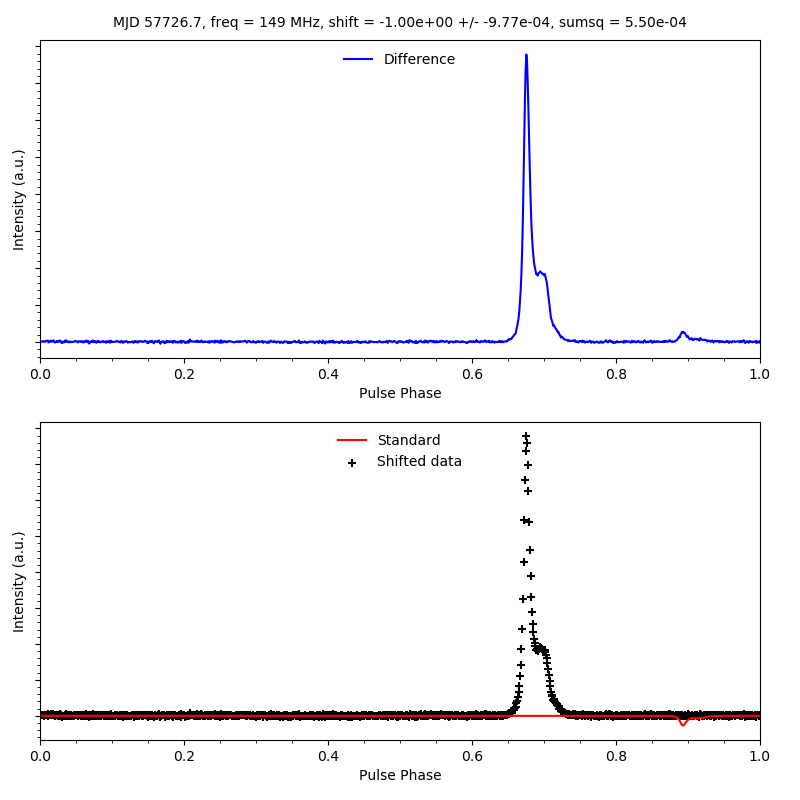 MJD 57726.7, freq = 149 MHz, shift = -1.00e+00 +/- -9.77e-04, sumsq = 5.50e-04
Difference
Intensity (a.u.)
0.0 0.2 0.4 0.6 0.8 1.0
Pulse Phase
Standard
Shifted data
Intensity (a.u.)
0.0 0.2 0.4 0.6 0.8 1.0
Pulse Phase